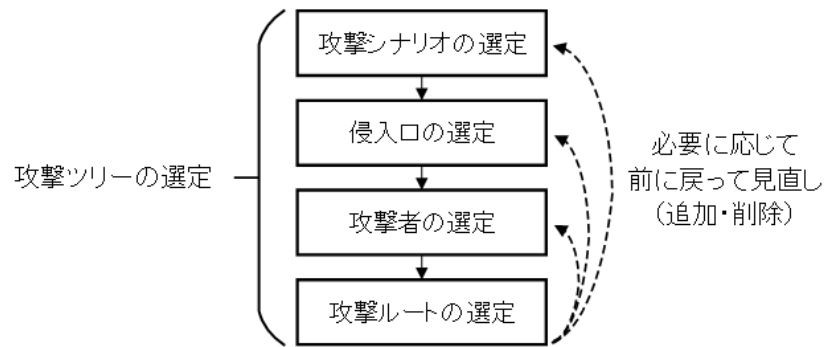 攻撃シナリオの選定
侵入口の選定
攻撃者の選定
攻撃ルートの選定
攻撃ツリーの選定
必要に応じて
前に戻って見直し
(追加・削除)